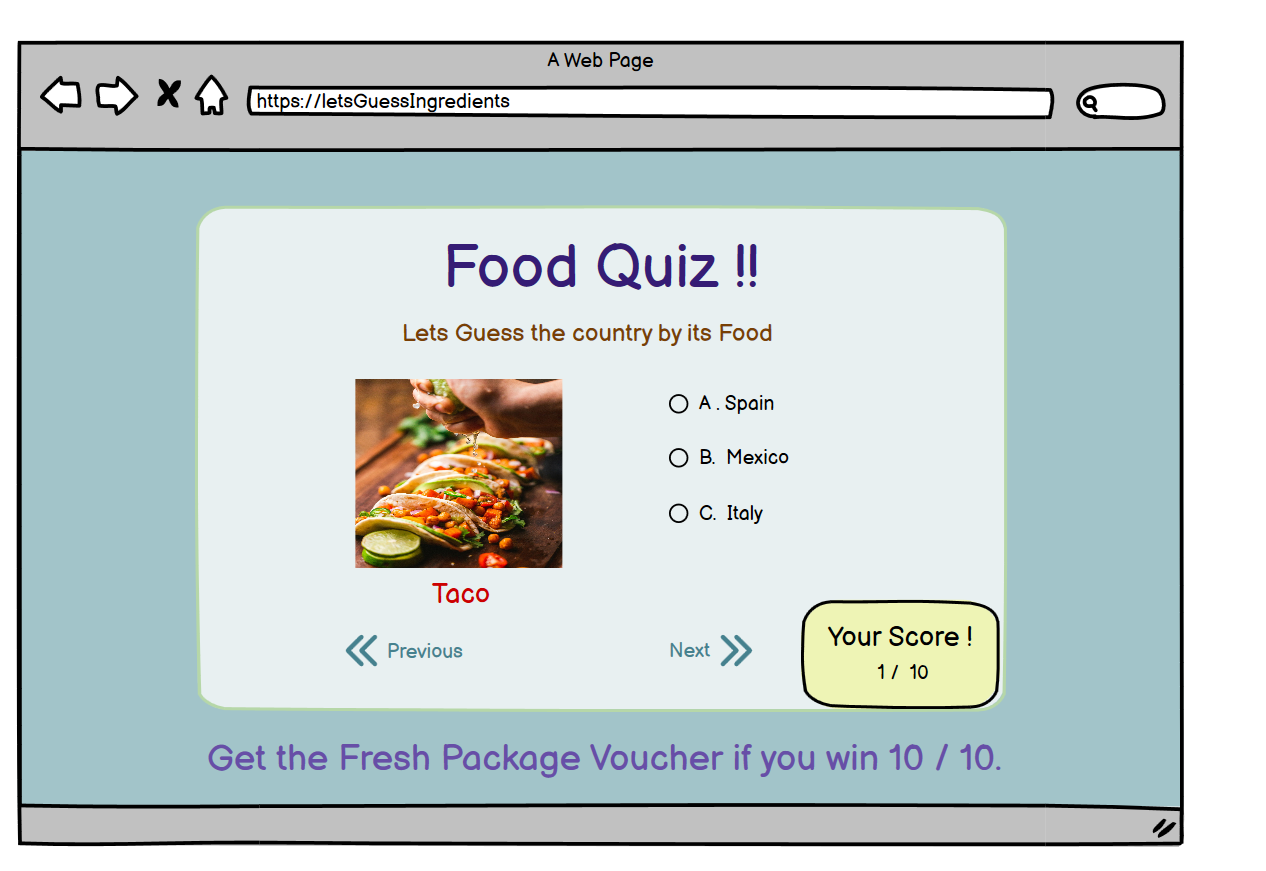 A Web Page
https://letsGuessIngredients
Food Quiz !!
Lets Guess the country by its Food
A . Spain
B. Mexico
C. Italy
Taco
Previous
Next
Your Score !
1 / 10
Get the Fresh Package Voucher if you win 10 / 10.